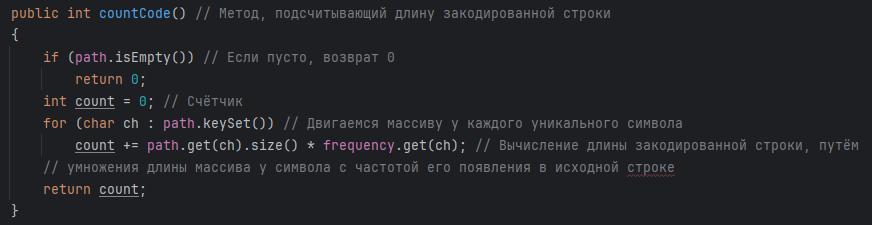 public int countCode() // Метод, подсчитывающий длину закодированной строки
{
    if (path.isEmpty()) // Если пусто, возврат 0
        return 0;
    int count = 0; // Счётчик
    for (char ch : path.keySet()) // Двигаемся массиву у каждого уникального символа
        count += path.get(ch).size() * frequency.get(ch); // Вычисление длины закодированной строки, путём
    // умножения длины массива у символа с частотой его появления в исходной строке
    return count;
}